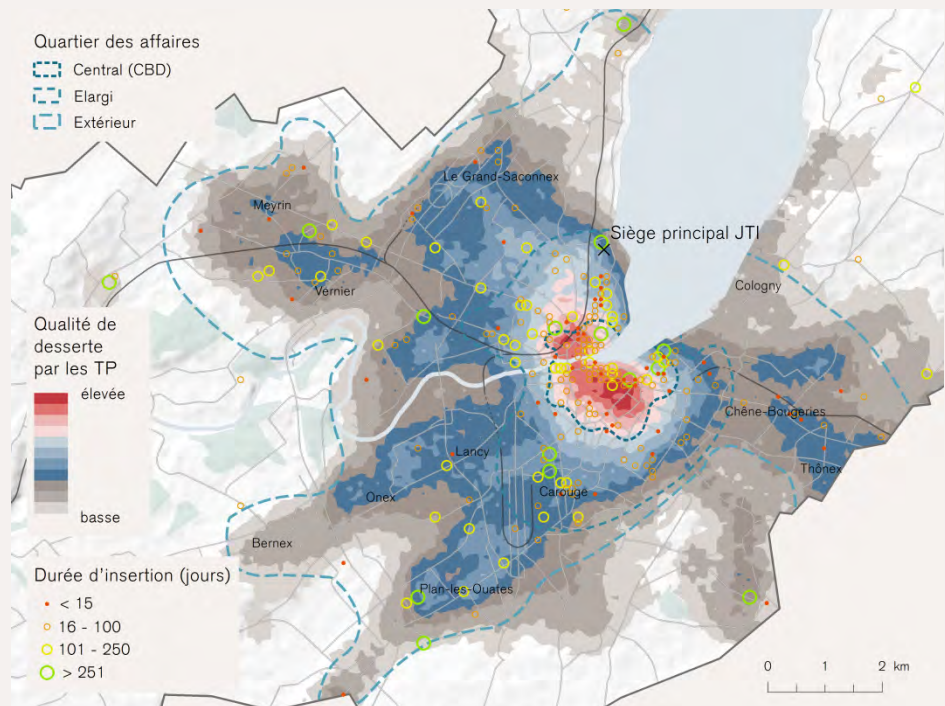 Quartier des affaires
Central (CBD)
Elargi
Extérieur
Le Grand-Saconnex
Meyrin
Siège principal JTI
Vernier
Cologny
Qualité de
desserte
par les TP
élevée
basse
Chêne-Bougeries
Lancy
Thônex
Onex
Carouge
Bernex
Plan-les-Ouates
Durée d'insertion (jours)
< 15
16 - 100
101 - 250
> 251
0 1 2 km